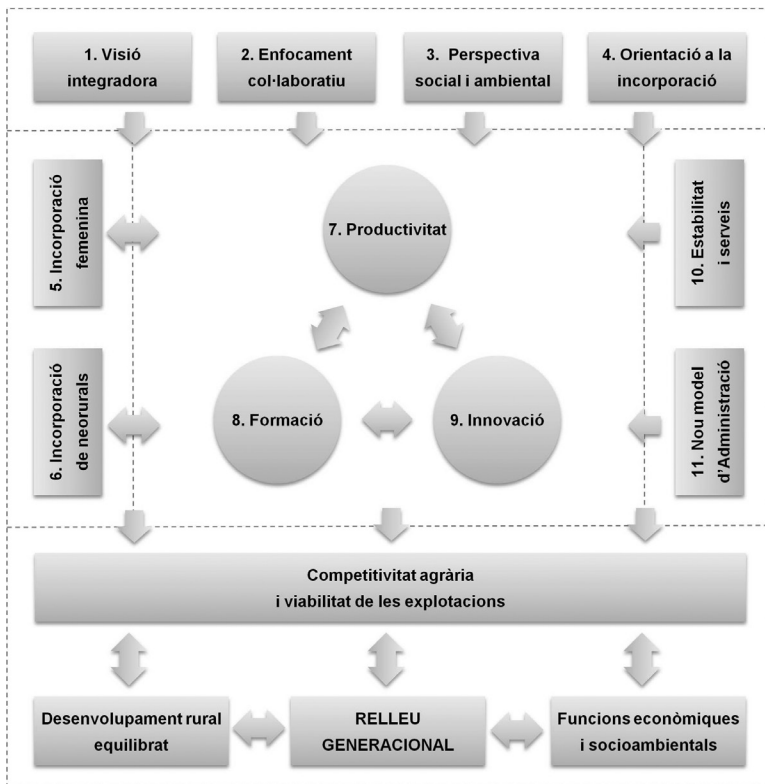 1. Visió
integradora
2. Enfocament
col·laboratiu
3. Perspectiva
social i ambiental
4. Orientació a la
incorporació
5. Incorporació
femenina
7. Productivitat
10. Estabilitat
i serveis
6. Incorporació
de neorurals
8. Formació
9. Innovació
11. Nou model
d'Administració
Competitivitat agrària
i viabilitat de les explotacions
Desenvolupament rural
equilibrat
RELLEU
GENERACIONAL
Funcions econòmiques
i socioambientals